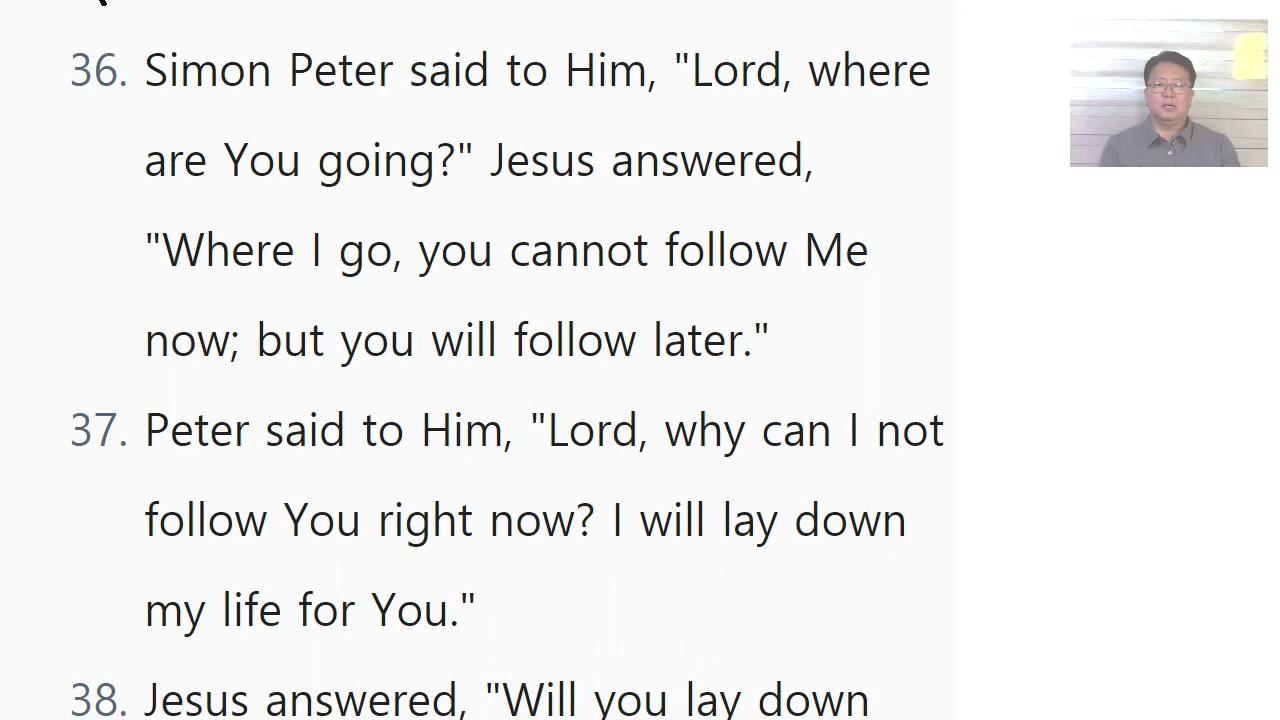 36. Simon Peter said to Him, "Lord, where
are You going?" Jesus answered,
"Where I go, you cannot follow Me
now; but you will follow later."
37. Peter said to Him, "Lord, why can I not
follow You right now? I will lay down
my life for You."
38. Jesus answered, "Will you lay down